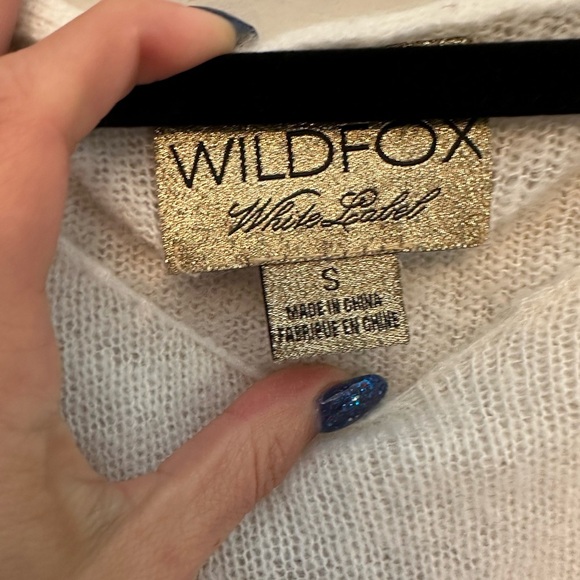 WILDFOX
White Label
S
MADE IN CHINA
FABRIQUE EN CHINE